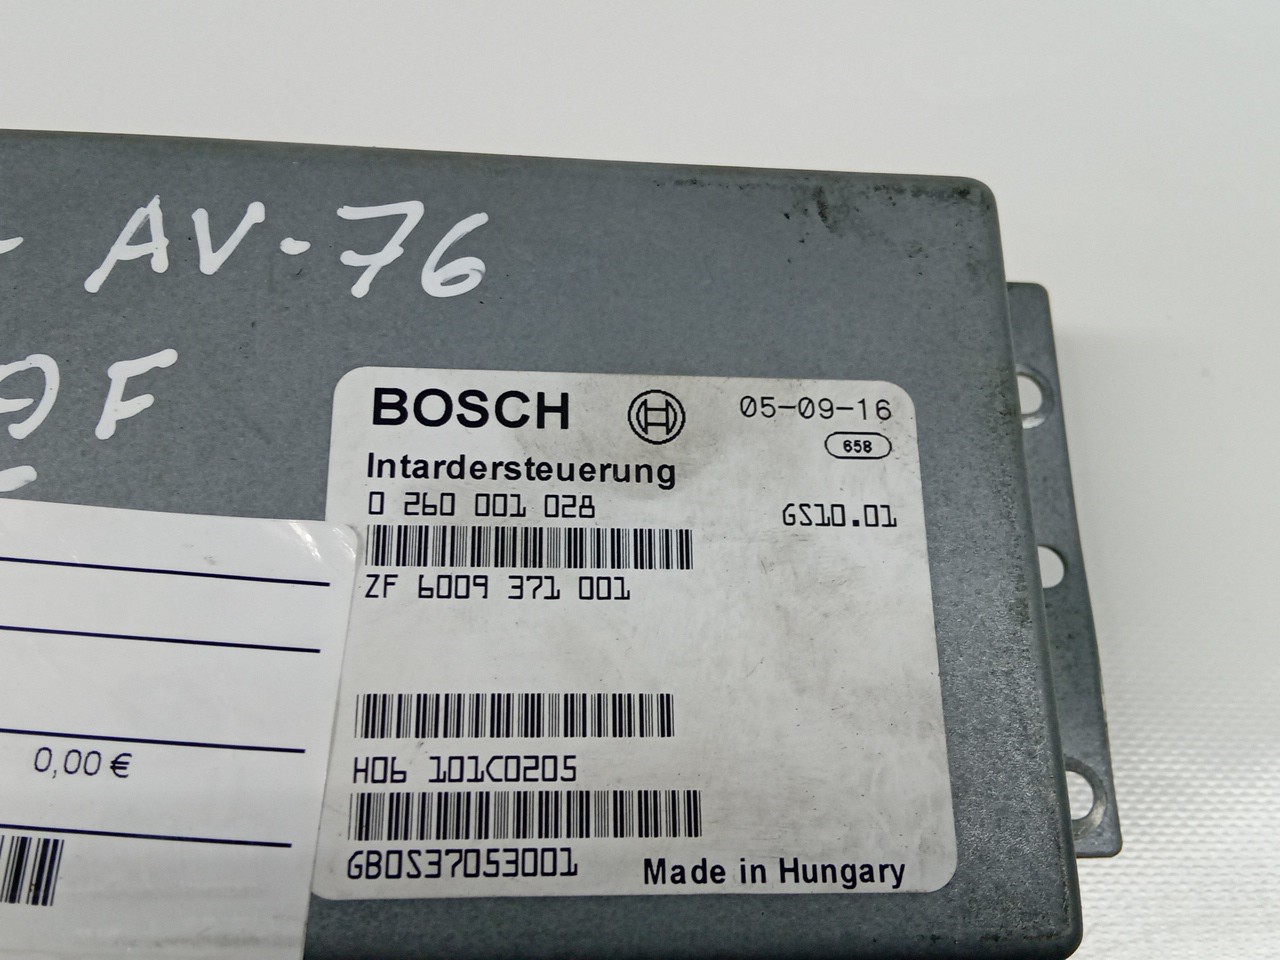 AV-76
F
BOSCH
05-09-16
658
Intardersteuerung
0 260 001 028
GS10.01
ZF 6009 371 001
0,00 €
H06 101C0205
GB0S37053001
Made in Hungary